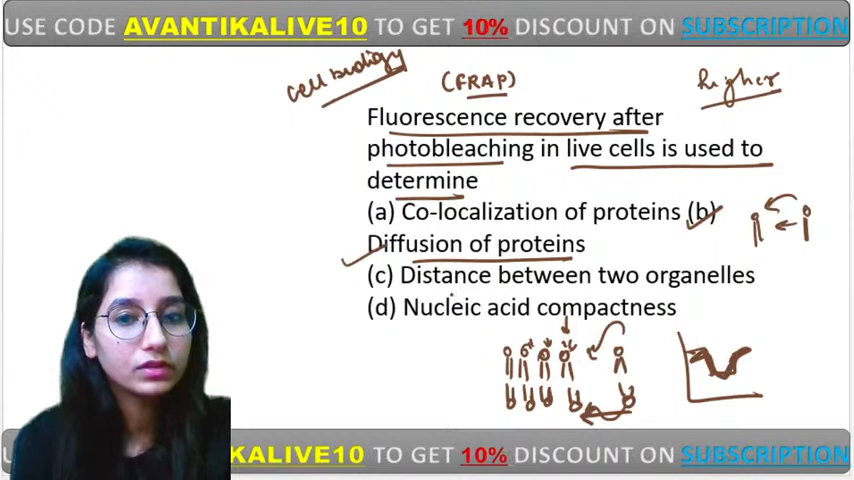 USE CODE AVANTIKALIVE10 TO GET 10% DISCOUNT ON SUBSCRIPTION
cell biology
(FRAP)
higher
Fluorescence recovery after
photobleaching in live cells is used to
determine
(a) Co-localization of proteins (b)
Diffusion of proteins
(c) Distance between two organelles
(d) Nucleic acid compactness
KALIVE10 TO GET 10% DISCOUNT ON SUBSCRIPTION